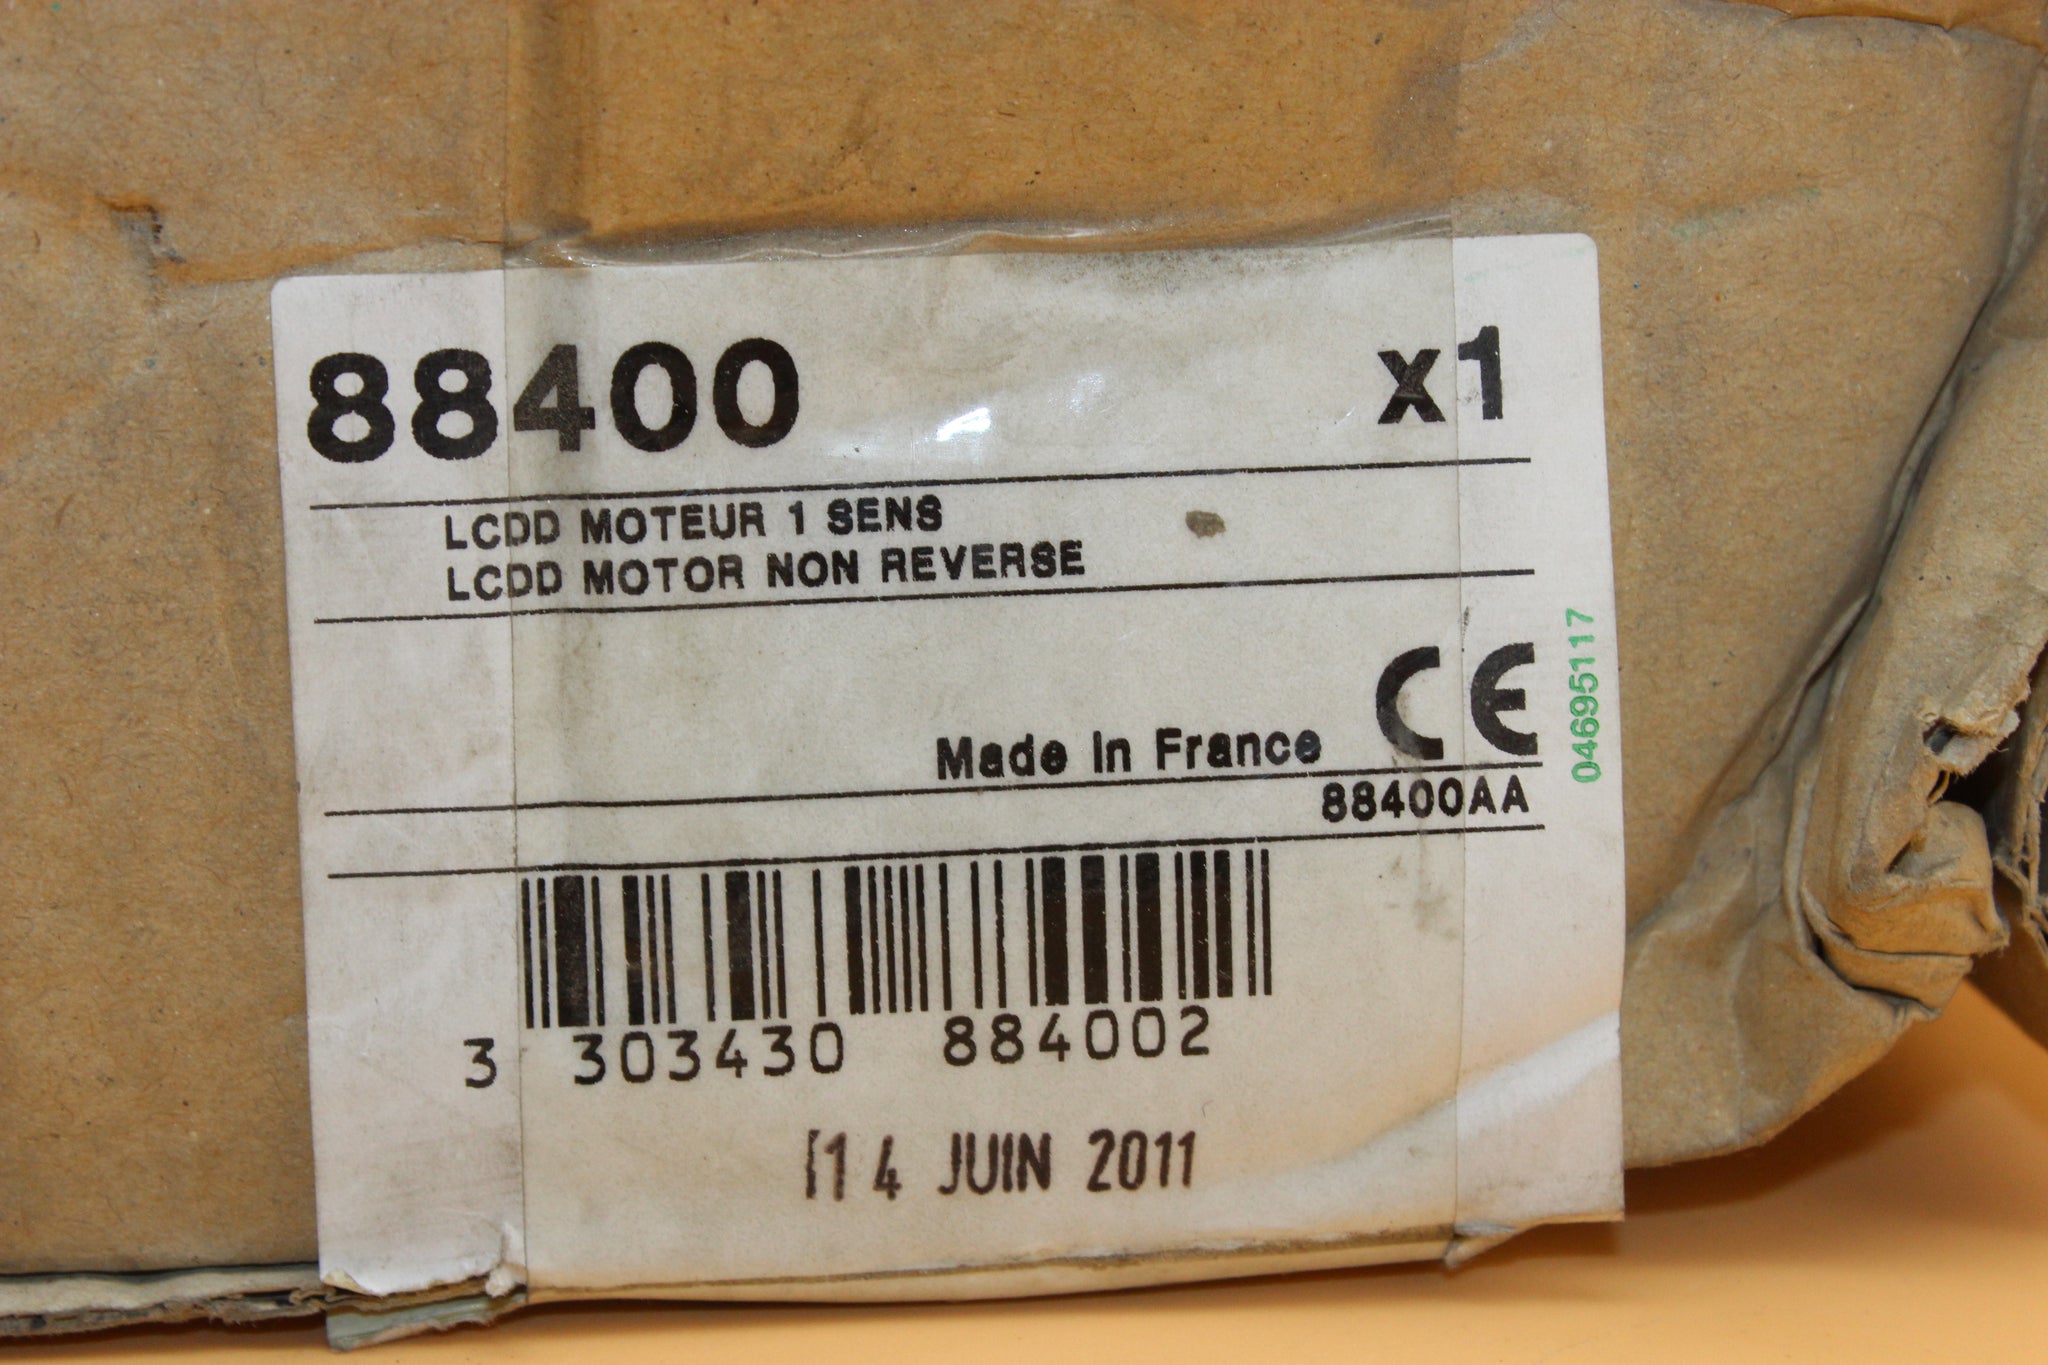 88400 x1
LCDD MOTEUR 1 SENS
LCDD MOTOR NON REVERSE
CE
Made in France
88400AA
04695117
3 303430 884002
14 JUIN 2011